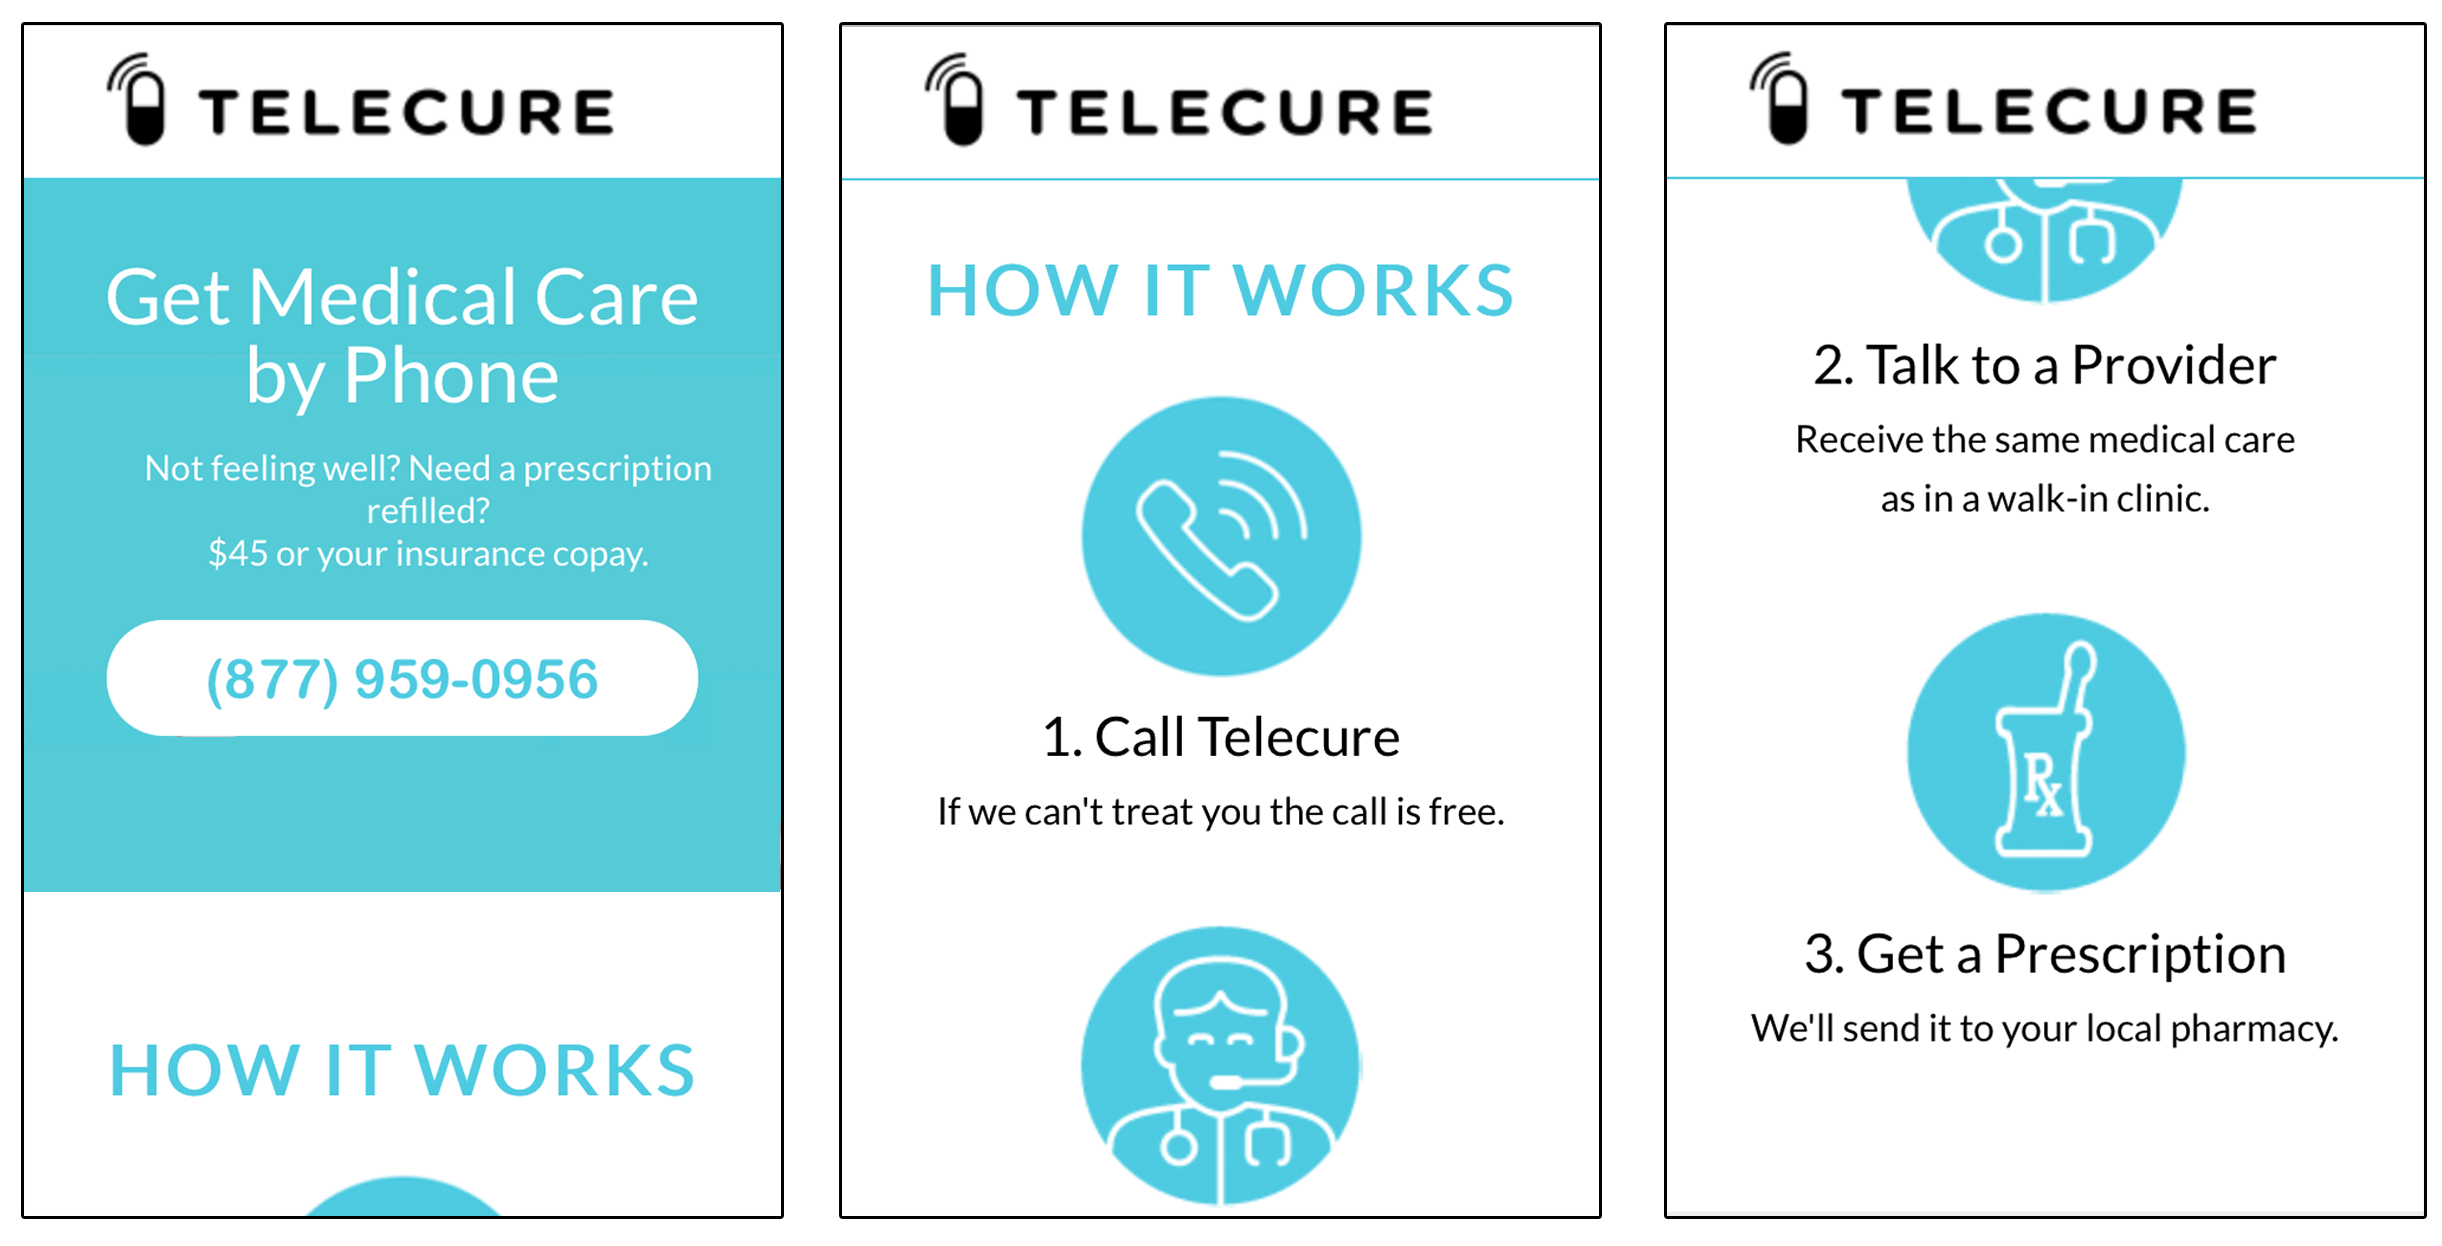 TELECURE
Get Medical Care
by Phone
Not feeling well? Need a prescription
refilled?
$45 or your insurance copay.
(877) 959-0956
HOW IT WORKS
TELECURE
HOW IT WORKS
1. Call Telecure
If we can't treat you the call is free.
TELECURE
2. Talk to a Provider
Receive the same medical care
as in a walk-in clinic.
Rx
3. Get a Prescription
We'll send it to your local pharmacy.